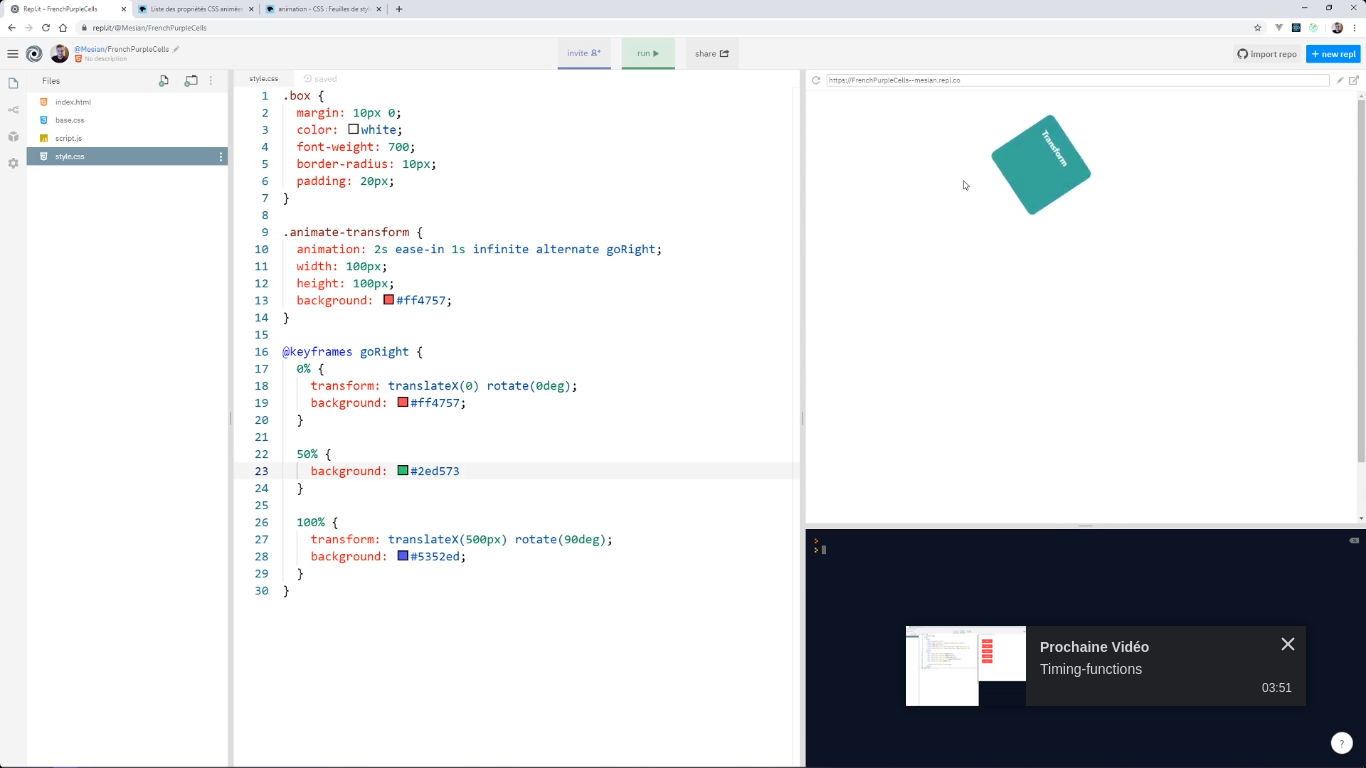 Repl.it - FrenchPurpleCells
Liste des propriétés CSS animées
animation - CSS : Feuilles de styl
repl.it/@Mesian/FrenchPurpleCells
@Mesian/FrenchPurpleCells
No description
invite
run
share
Import repo
+ new repl
Files
index.html
base.css
script.js
style.css
style.css
saved
https://FrenchPurpleCells--mesian.repl.co
1 .box {
2 margin: 10px 0;
3 color: white;
4 font-weight: 700;
5 border-radius: 10px;
6 padding: 20px;
7 }
8
9 .animate-transform {
10 animation: 2s ease-in 1s infinite alternate goRight;
11 width: 100px;
12 height: 100px;
13 background: #ff4757;
14 }
15
16 @keyframes goRight {
17 0% {
18 transform: translateX(0) rotate(0deg);
19 background: #ff4757;
20 }
21
22 50% {
23 background: #2ed573
24 }
25
26 100% {
27 transform: translateX(500px) rotate(90deg);
28 background: #5352ed;
29 }
30 }
Transform
Prochaine Vidéo
Timing-functions
03:51
?